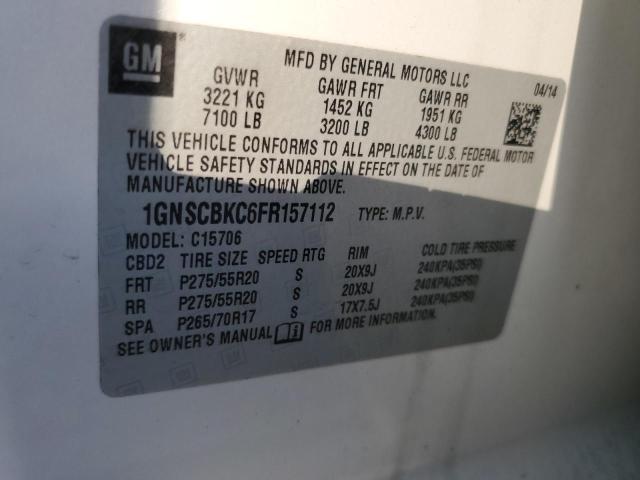 GM
MFD BY GENERAL MOTORS LLC
GVWR GAWR FRT GAWR RR 04/14
3221 KG 1452 KG 1951 KG
7100 LB 3200 LB 4300 LB
THIS VEHICLE CONFORMS TO ALL APPLICABLE U.S. FEDERAL MOTOR
VEHICLE SAFETY STANDARDS IN EFFECT ON THE DATE OF
MANUFACTURE SHOWN ABOVE.
1GNSCBKC6FR157112 TYPE: M.P.V.
MODEL: C15706
CBD2 TIRE SIZE SPEED RTG RIM COLD TIRE PRESSURE
FRT P275/55R20 S 20X9J 240KPA(35PSI)
RR P275/55R20 S 20X9J 240KPA(35PSI)
SPA P265/70R17 S 17X7.5J 240KPA(35PSI)
SEE OWNER'S MANUAL FOR MORE INFORMATION.